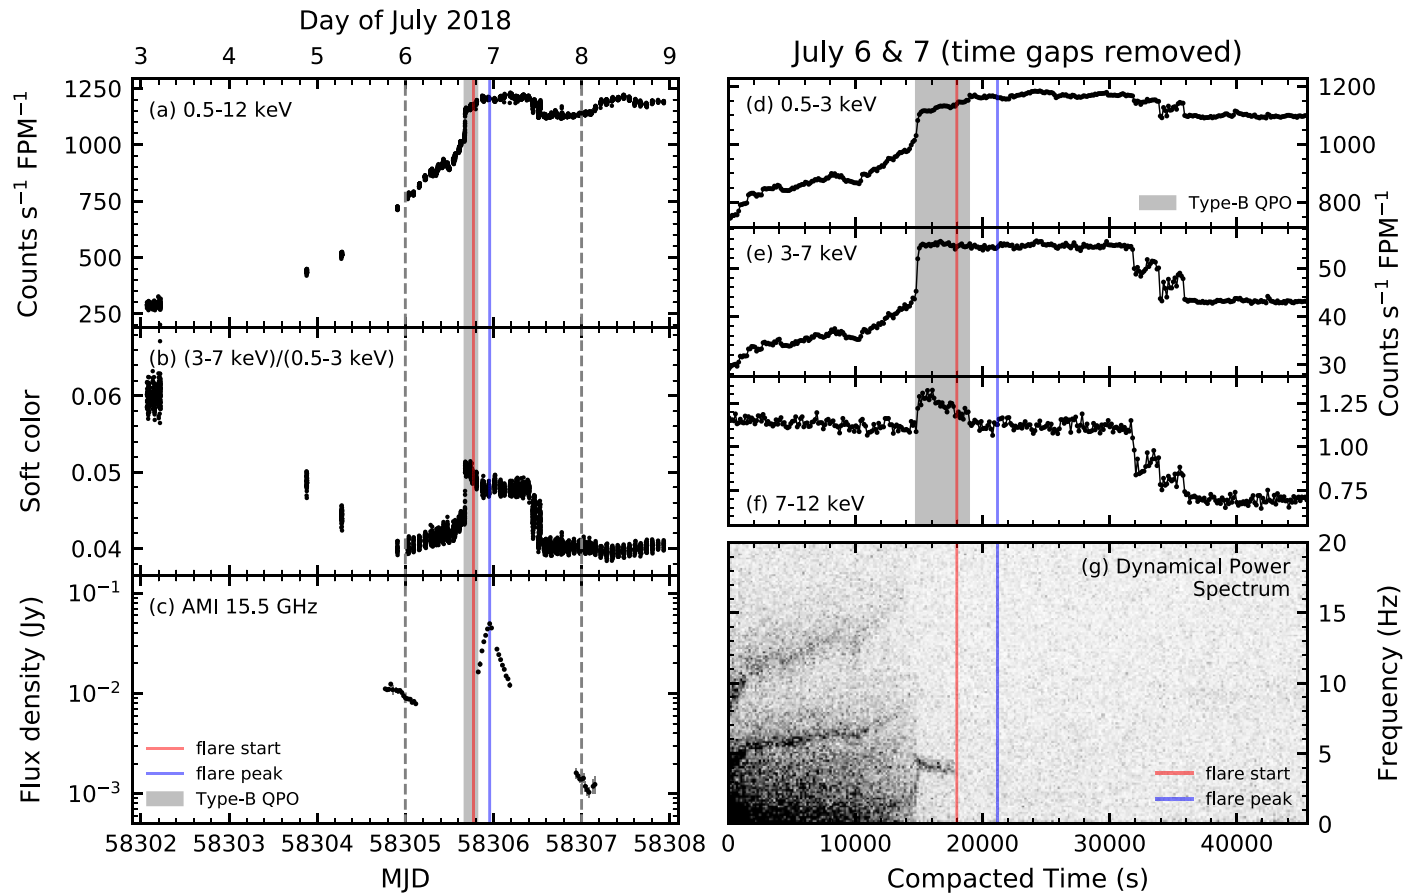 Day of July 2018
3 4 5 6 7 8 9
(a) 0.5-12 keV
1250
1000
750
500
250
Counts s⁻¹ FPM⁻¹
(b) (3-7 keV)/(0.5-3 keV)
0.06
0.05
0.04
Soft color
(c) AMI 15.5 GHz
10⁻¹
10⁻²
10⁻³
Flux density (Jy)
flare start
flare peak
Type-B QPO
58302 58303 58304 58305 58306 58307 58308
MJD
July 6 & 7 (time gaps removed)
(d) 0.5-3 keV
1200
1000
800
Type-B QPO
(e) 3-7 keV
50
40
30
Counts s⁻¹ FPM⁻¹
1.25
1.00
0.75
(f) 7-12 keV
(g) Dynamical Power
Spectrum
20
15
10
5
0
Frequency (Hz)
flare start
flare peak
0 10000 20000 30000 40000
Compacted Time (s)